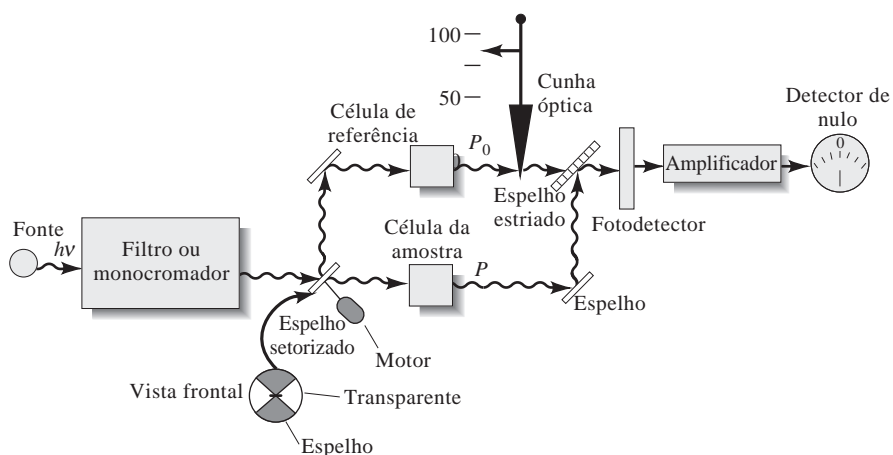 100
50
Cunha
óptica
Detector de
nulo
0
Célula de
referência
P₀
Amplificador
Espelho
estriado
Fotodetector
Fonte
hν
Filtro ou
monocromador
Célula da
amostra
P
Espelho
Espelho
setorizado
Motor
Vista frontal
Transparente
Espelho